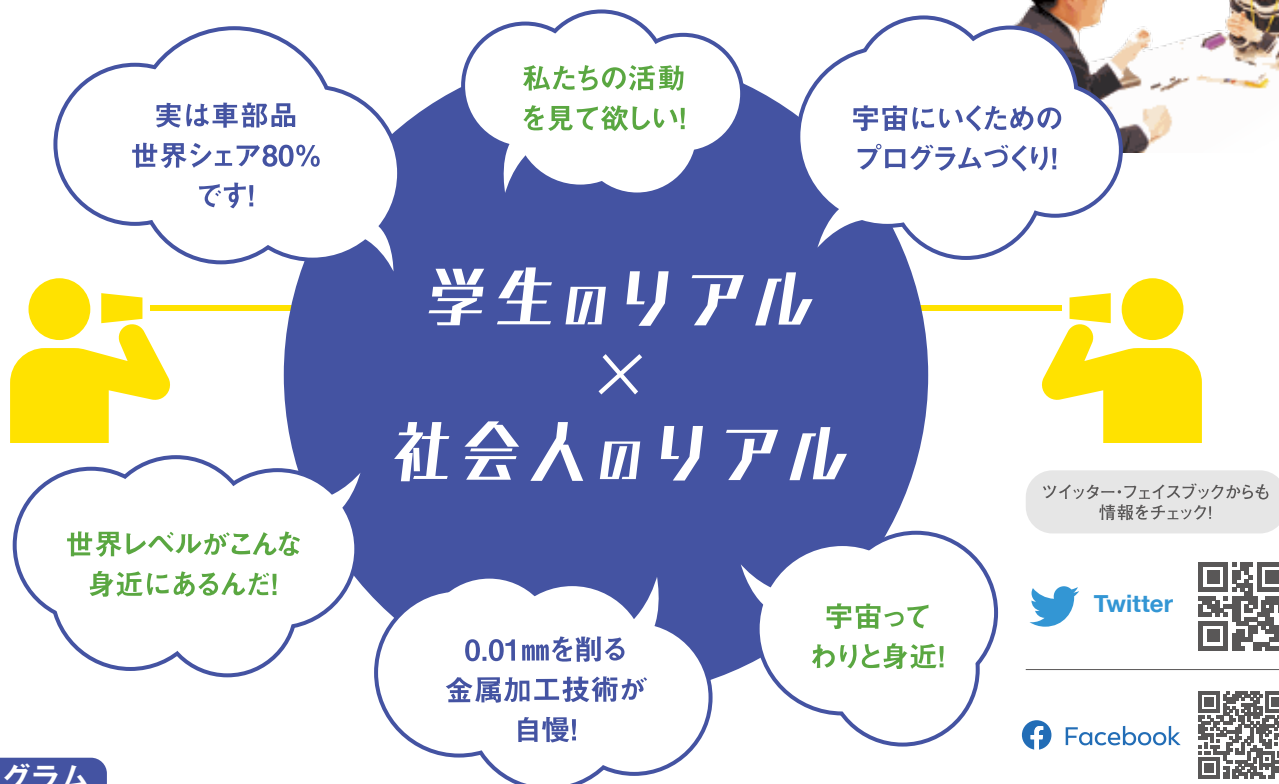 実は車部品
世界シェア80%
です!
私たちの活動
を見て欲しい!
宇宙にいくための
プログラムづくり!
学生のリアル
×
社会人のリアル
世界レベルがこんな
身近にあるんだ!
0.01㎜を削る
金属加工技術が
自慢!
宇宙って
わりと身近!
ツイッター・フェイスブックからも
情報をチェック!
Twitter
Facebook
グラム